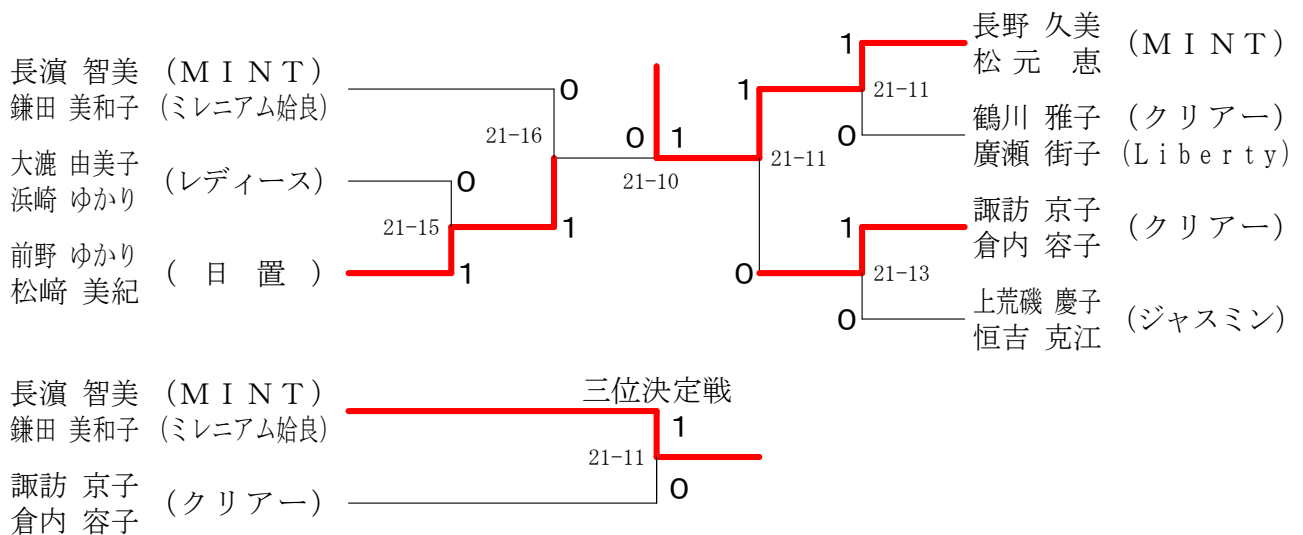 長濵 智美 (ＭＩＮＴ)
鎌田 美和子 (ミレニアム姶良)
大漉 由美子
浜崎 ゆかり
(レディース)
前野 ゆかり
松﨑 美紀
( 日 置 )
0
21-16
0
21-15
1
1
0
1
21-10
1
21-11
0
長野 久美
松元 恵
(ＭＩＮＴ)
1
21-11
0
鶴川 雅子 (クリアー)
廣瀬 街子 (Liberty)
諏訪 京子
倉内 容子
(クリアー)
1
21-13
0
上荒磯 慶子
恒吉 克江
(ジャスミン)
三位決定戦
長濵 智美 (ＭＩＮＴ)
鎌田 美和子 (ミレニアム姶良)
諏訪 京子
倉内 容子
(クリアー)
1
21-11
0